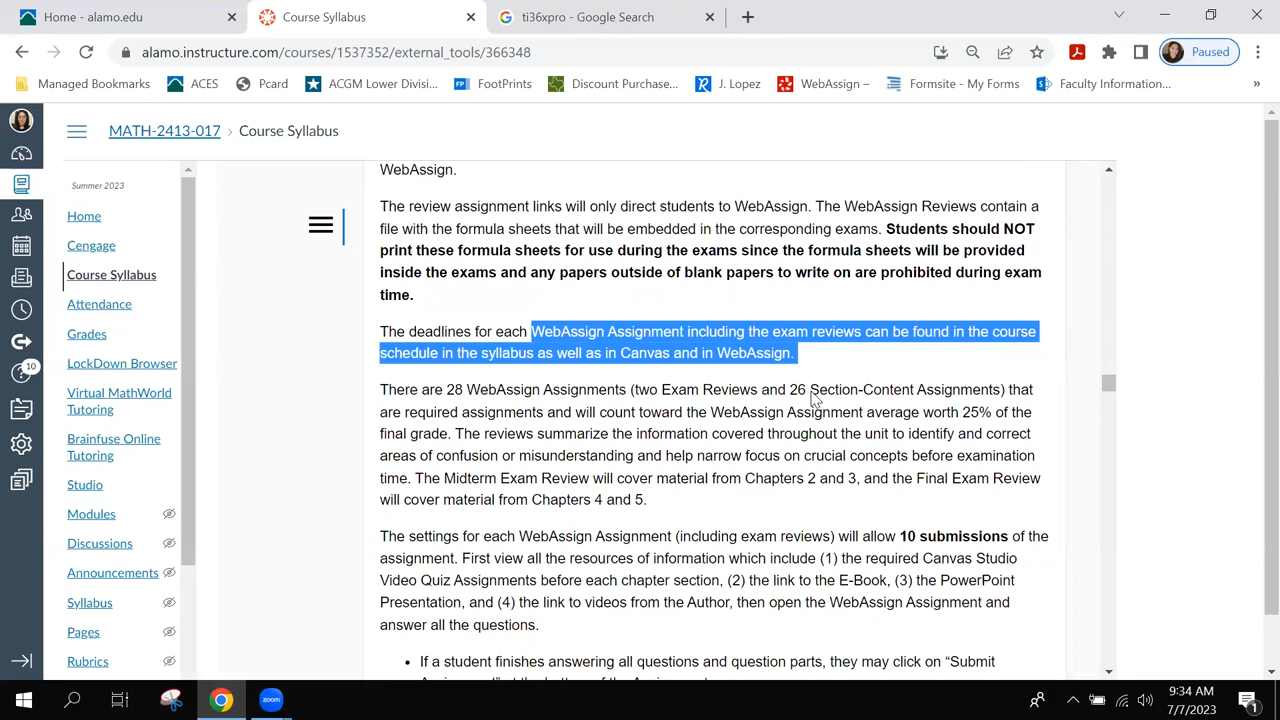 Home - alamo.edu
Course Syllabus
ti36xpro - Google Search
alamo.instructure.com/courses/1537352/external_tools/366348
Paused
Managed Bookmarks
ACES
Pcard
ACGM Lower Divisi...
FootPrints
Discount Purchase...
J. Lopez
WebAssign –
Formsite - My Forms
Faculty Information...
»
MATH-2413-017 › Course Syllabus
Summer 2023
Home
Cengage
Course Syllabus
Attendance
Grades
LockDown Browser
Virtual MathWorld
Tutoring
Brainfuse Online
Tutoring
Studio
Modules
Discussions
Announcements
Syllabus
Pages
Rubrics
10
WebAssign.
The review assignment links will only direct students to WebAssign. The WebAssign Reviews contain a
file with the formula sheets that will be embedded in the corresponding exams. Students should NOT
print these formula sheets for use during the exams since the formula sheets will be provided
inside the exams and any papers outside of blank papers to write on are prohibited during exam
time.
The deadlines for each WebAssign Assignment including the exam reviews can be found in the course
schedule in the syllabus as well as in Canvas and in WebAssign.
There are 28 WebAssign Assignments (two Exam Reviews and 26 Section-Content Assignments) that
are required assignments and will count toward the WebAssign Assignment average worth 25% of the
final grade. The reviews summarize the information covered throughout the unit to identify and correct
areas of confusion or misunderstanding and help narrow focus on crucial concepts before examination
time. The Midterm Exam Review will cover material from Chapters 2 and 3, and the Final Exam Review
will cover material from Chapters 4 and 5.
The settings for each WebAssign Assignment (including exam reviews) will allow 10 submissions of the
assignment. First view all the resources of information which include (1) the required Canvas Studio
Video Quiz Assignments before each chapter section, (2) the link to the E-Book, (3) the PowerPoint
Presentation, and (4) the link to videos from the Author, then open the WebAssign Assignment and
answer all the questions.
• If a student finishes answering all questions and question parts, they may click on “Submit
zoom
9:34 AM
7/7/2023
1